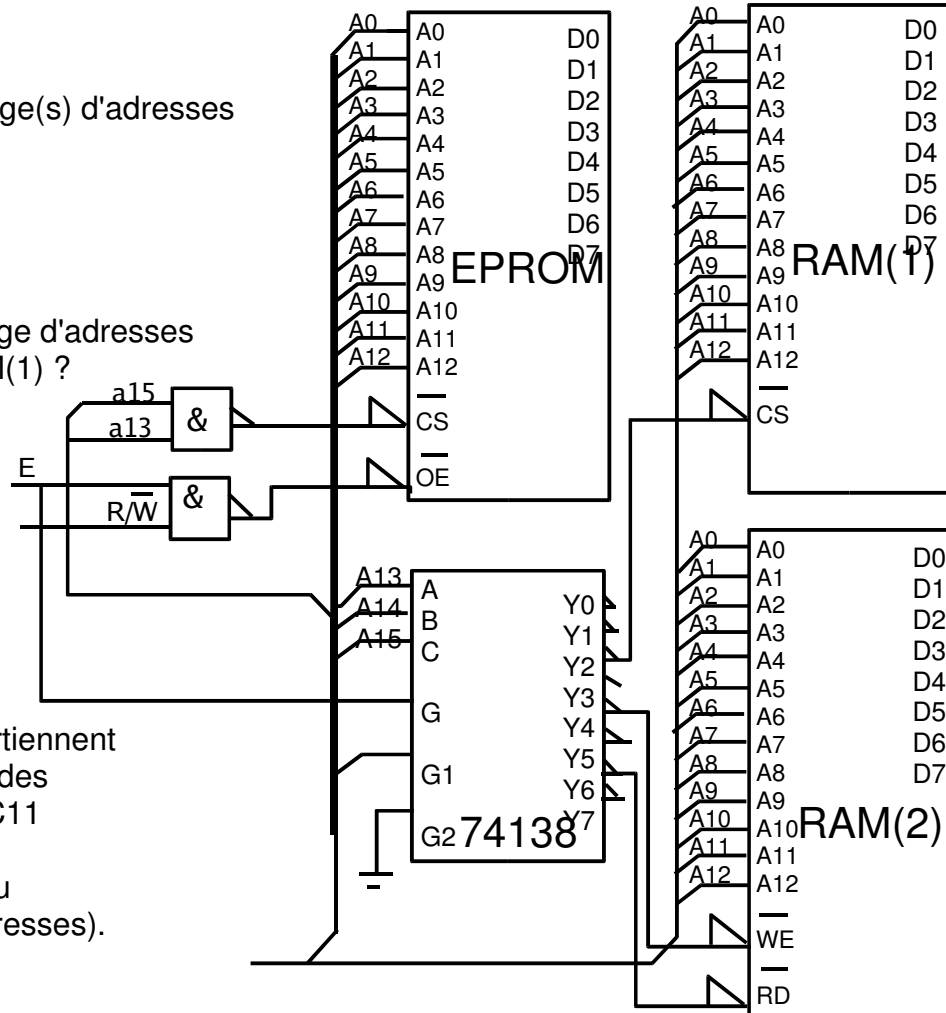 ge(s) d'adresses
ge d'adresses
(1) ?
a15
a13
&
E
R/W
&
rtiennent
des
C11
u
resses).
A0
A1
A2
A3
A4
A5
A6
A7
A8
A9
A10
A11
A12
A0
A1
A2
A3
A4
A5
A6
A7
A8
A9
A10
A11
A12
CS
OE
D0
D1
D2
D3
D4
D5
D6
D7
EPROM
A13
A14
A15
A
B
C
G
G1
G2
74138
Y0
Y1
Y2
Y3
Y4
Y5
Y6
Y7
A0
A1
A2
A3
A4
A5
A6
A7
A8
A9
A10
A11
A12
A0
A1
A2
A3
A4
A5
A6
A7
A8
A9
A10
A11
A12
CS
D0
D1
D2
D3
D4
D5
D6
D7
RAM(1)
A0
A1
A2
A3
A4
A5
A6
A7
A8
A9
A10
A11
A12
A0
A1
A2
A3
A4
A5
A6
A7
A8
A9
A10
A11
A12
WE
RD
D0
D1
D2
D3
D4
D5
D6
D7
RAM(2)